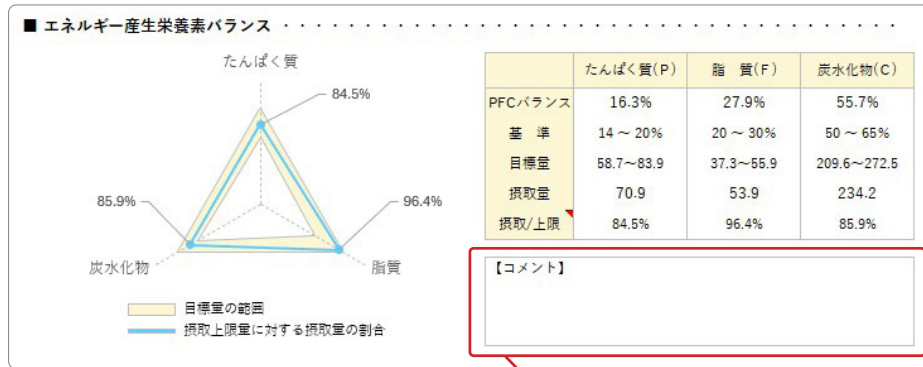 ■ エネルギー産生栄養素バランス
たんぱく質
84.5%
85.9%
96.4%
炭水化物
脂質
目標量の範囲
摂取上限量に対する摂取量の割合
たんぱく質(P) 脂 質(F) 炭水化物(C)
PFCバランス 16.3% 27.9% 55.7%
基 準 14 ～ 20% 20 ～ 30% 50 ～ 65%
目標量 58.7～83.9 37.3～55.9 209.6～272.5
摂取量 70.9 53.9 234.2
摂取/上限 84.5% 96.4% 85.9%
【コメント】